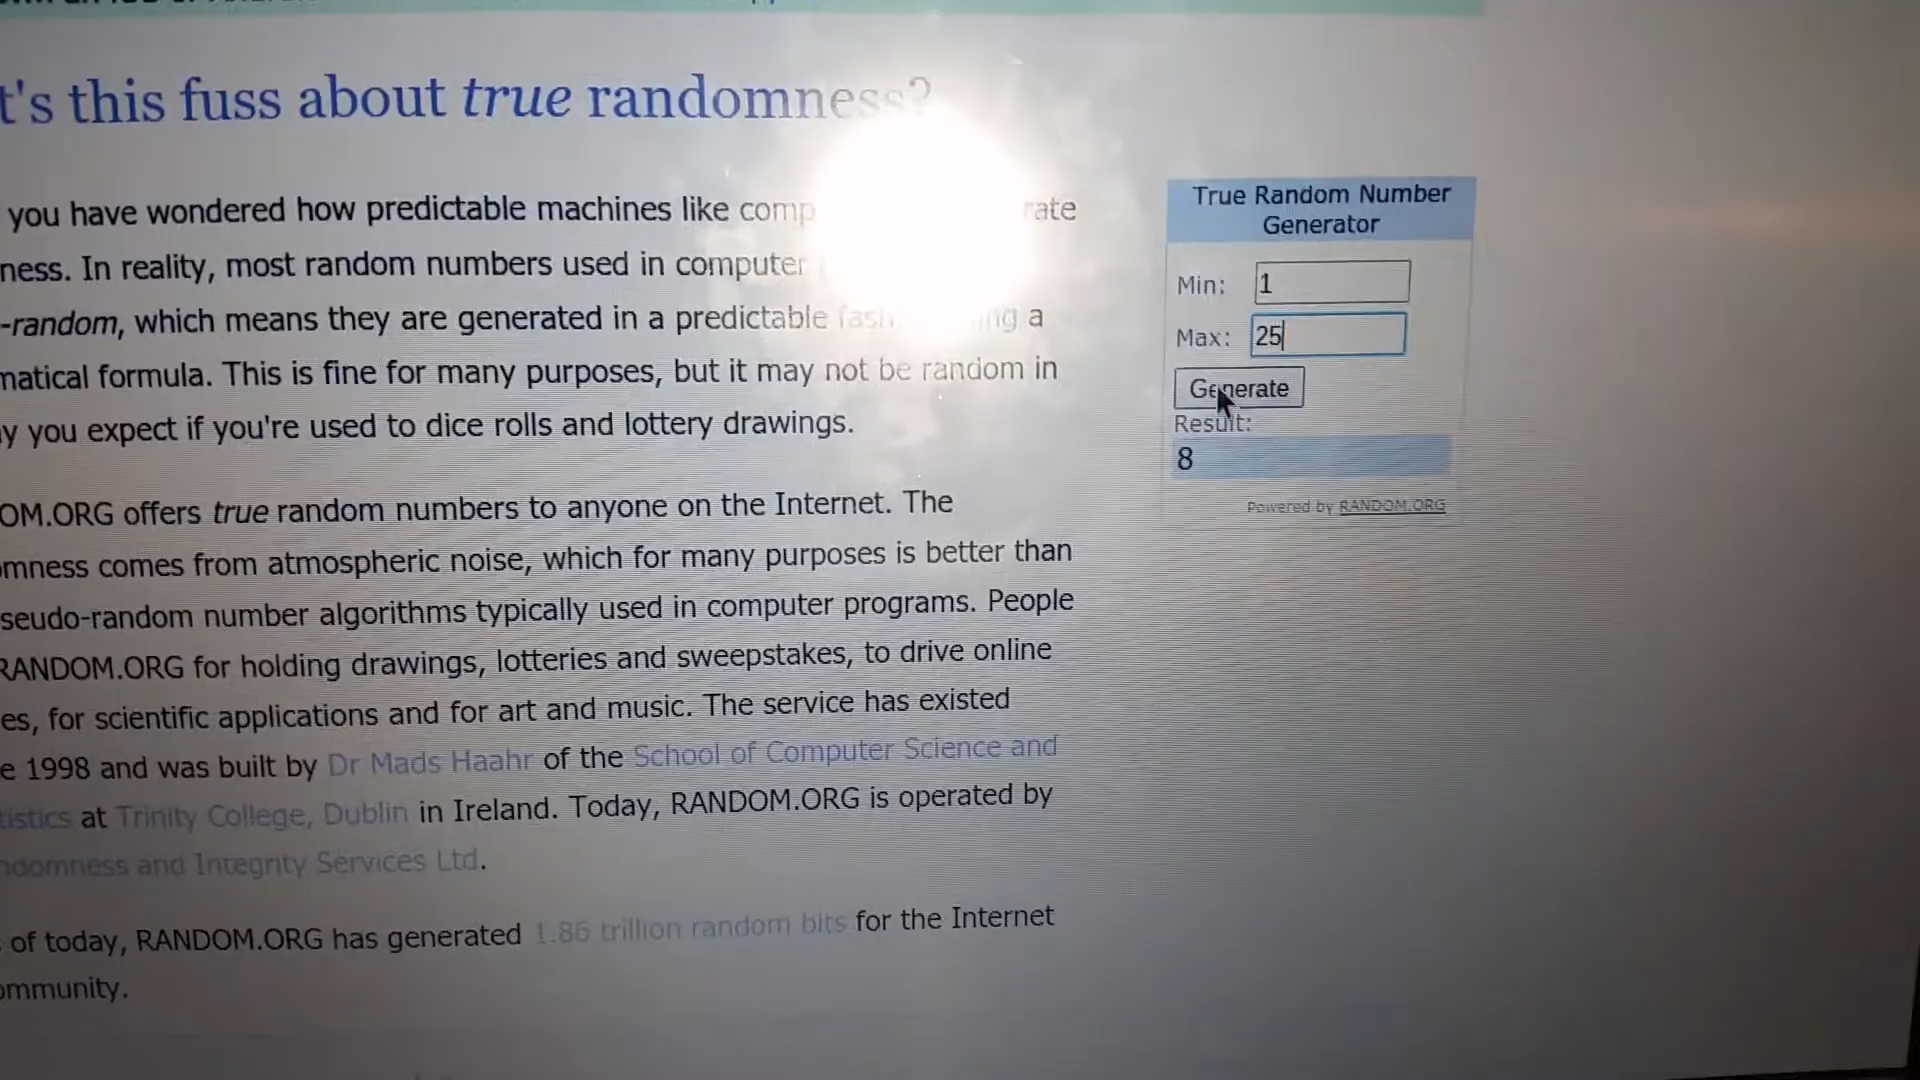 t's this fuss about true randomness?
you have wondered how predictable machines like comp rate
ness. In reality, most random numbers used in computer
-random, which means they are generated in a predictable fash ing a
matical formula. This is fine for many purposes, but it may not be random in
y you expect if you're used to dice rolls and lottery drawings.
OM.ORG offers true random numbers to anyone on the Internet. The
mness comes from atmospheric noise, which for many purposes is better than
seudo-random number algorithms typically used in computer programs. People
RANDOM.ORG for holding drawings, lotteries and sweepstakes, to drive online
es, for scientific applications and for art and music. The service has existed
e 1998 and was built by Dr Mads Haahr of the School of Computer Science and
tistics at Trinity College, Dublin in Ireland. Today, RANDOM.ORG is operated by
ndomness and Integrity Services Ltd.
of today, RANDOM.ORG has generated 1.86 trillion random bits for the Internet
ommunity.
True Random Number
Generator
Min: 1
Max: 25
Generate
Result:
8
Powered by RANDOM.ORG